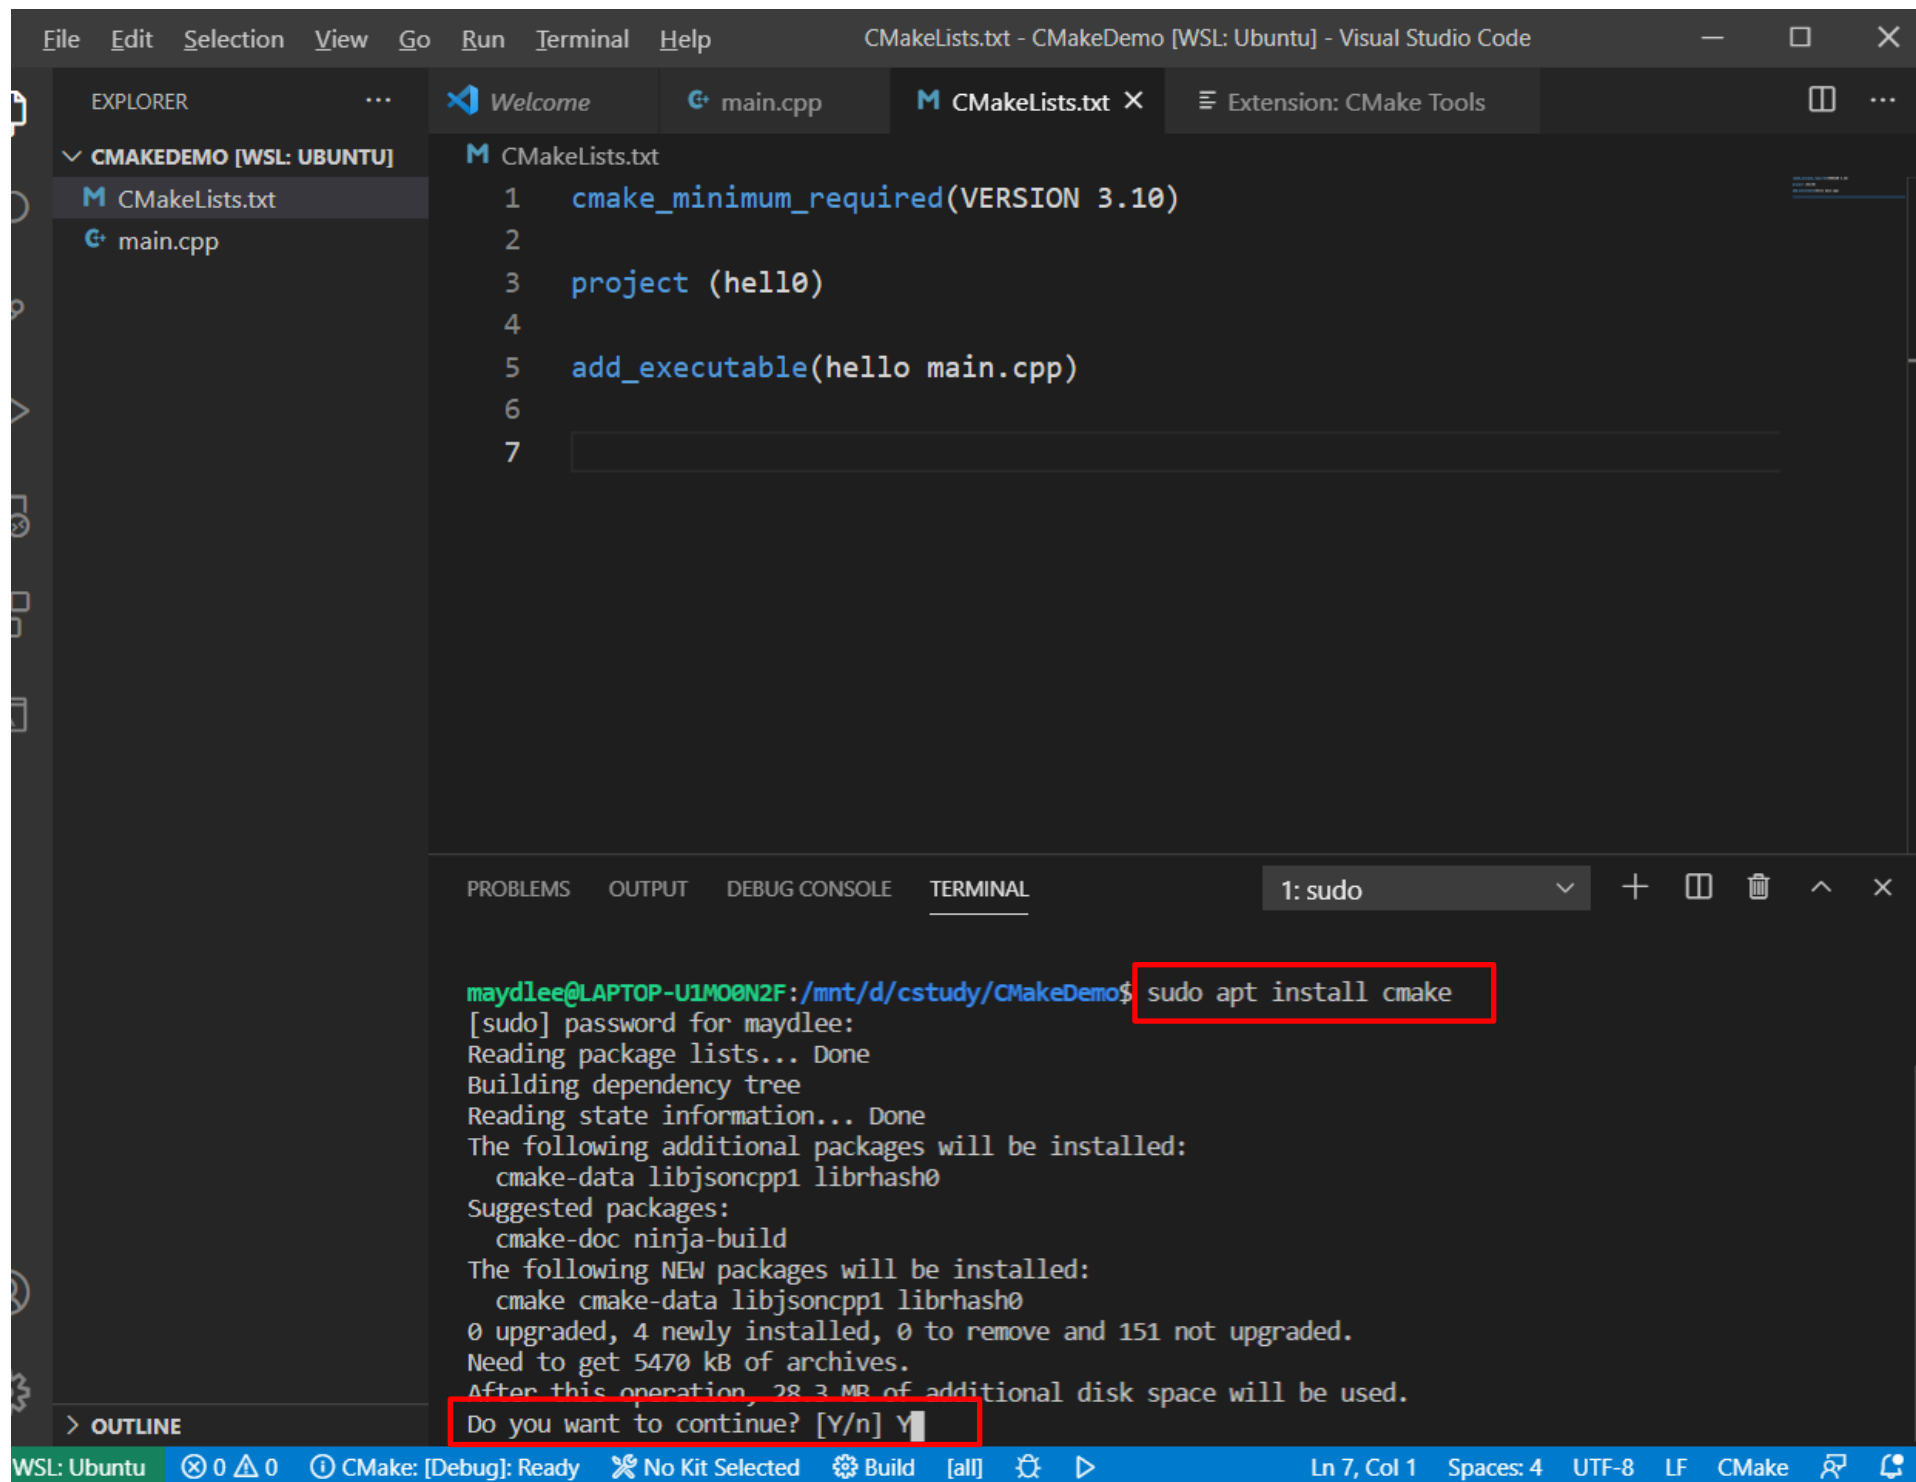 File Edit Selection View Go Run Terminal Help CMakeLists.txt - CMakeDemo [WSL: Ubuntu] - Visual Studio Code
EXPLORER
Welcome main.cpp CMakeLists.txt Extension: CMake Tools
CMAKEDEMO [WSL: UBUNTU]
CMakeLists.txt
main.cpp
CMakeLists.txt
1 cmake_minimum_required(VERSION 3.10)
2
3 project (hell0)
4
5 add_executable(hello main.cpp)
6
7
PROBLEMS OUTPUT DEBUG CONSOLE TERMINAL 1: sudo
maydlee@LAPTOP-U1MO0N2F:/mnt/d/cstudy/CMakeDemo$ sudo apt install cmake
[sudo] password for maydlee:
Reading package lists... Done
Building dependency tree
Reading state information... Done
The following additional packages will be installed:
cmake-data libjsoncpp1 librhash0
Suggested packages:
cmake-doc ninja-build
The following NEW packages will be installed:
cmake cmake-data libjsoncpp1 librhash0
0 upgraded, 4 newly installed, 0 to remove and 151 not upgraded.
Need to get 5470 kB of archives.
After this operation, 28.3 MB of additional disk space will be used.
Do you want to continue? [Y/n] Y
OUTLINE
WSL: Ubuntu 0 0 CMake: [Debug]: Ready No Kit Selected Build [all] Ln 7, Col 1 Spaces: 4 UTF-8 LF CMake